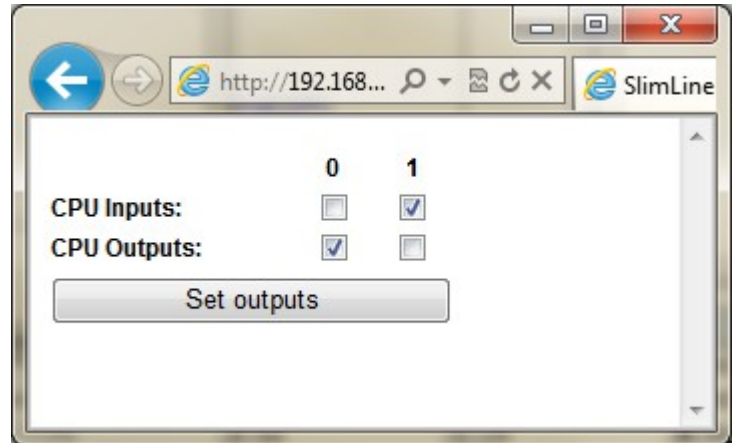 http://192.168...
SlimLine
0 1
CPU Inputs:
CPU Outputs:
Set outputs